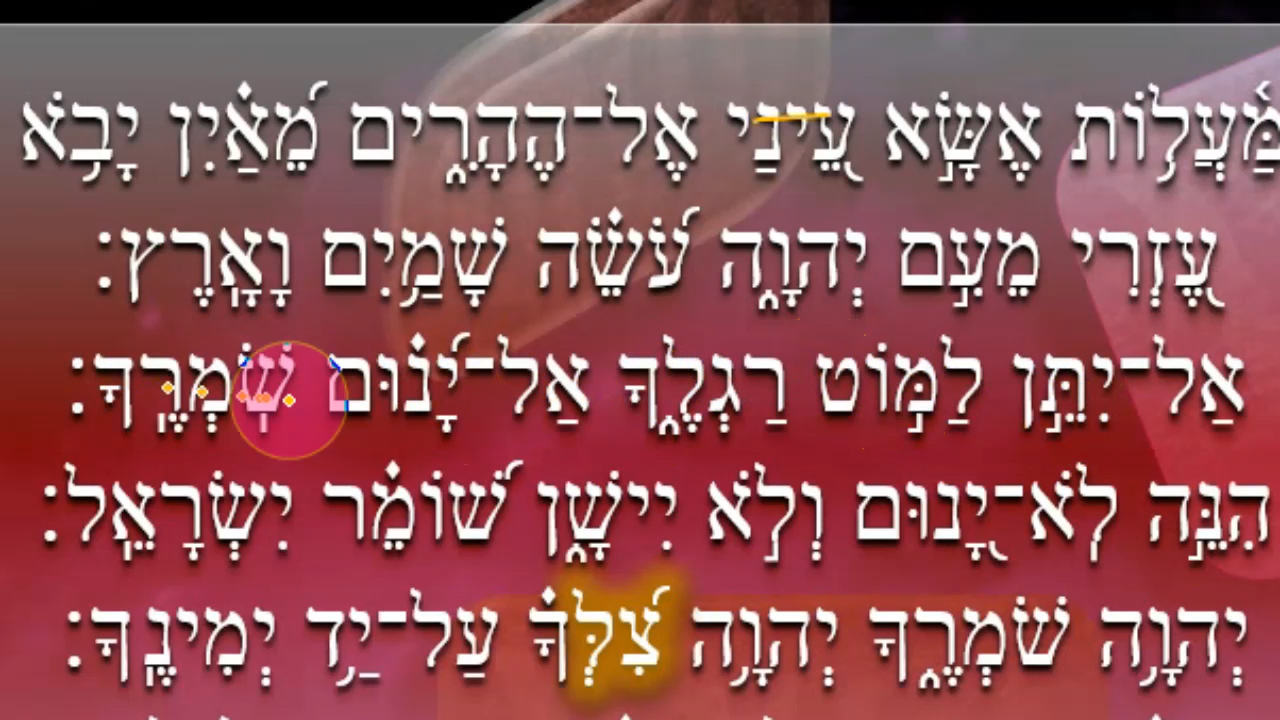 מַּ֫עֲל֥וֹת אֶשָּׂ֣א עֵ֭ינַי אֶל־הֶהָרִ֑ים מֵ֝אַ֗יִן יָבֹ֥א
עֶ֭זְרִי מֵעִ֣ם יְהוָ֑ה עֹ֝שֵׂ֗ה שָׁמַ֥יִם וָאָֽרֶץ׃
אַל־יִתֵּ֣ן לַמּ֣וֹט רַגְלֶ֑ךָ אַל־יָ֝נ֗וּם שֹֽׁמְרֶֽךָ׃
הִנֵּ֣ה לֹֽא־יָ֭נוּם וְלֹ֣א יִישָׁ֑ן שׁ֝וֹמֵ֗ר יִשְׂרָאֵֽל׃
יְהוָ֥ה שֹׁמְרֶ֑ךָ יְהוָ֥ה צִ֝לְּךָ֗ עַל־יַ֥ד יְמִינֶֽךָ׃